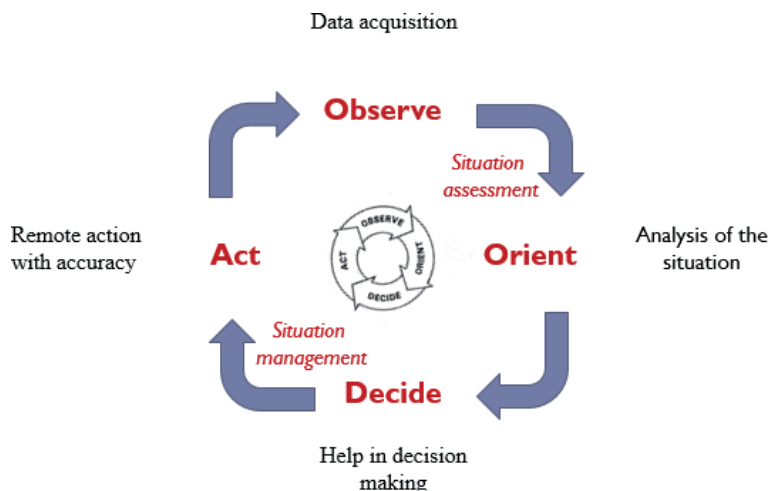 Data acquisition
Observe
Situation
assessment
OBSERVE
Remote action
with accuracy
Act
ACT
ORIENT
Orient
Analysis of the
situation
DECIDE
Situation
management
Decide
Help in decision
making